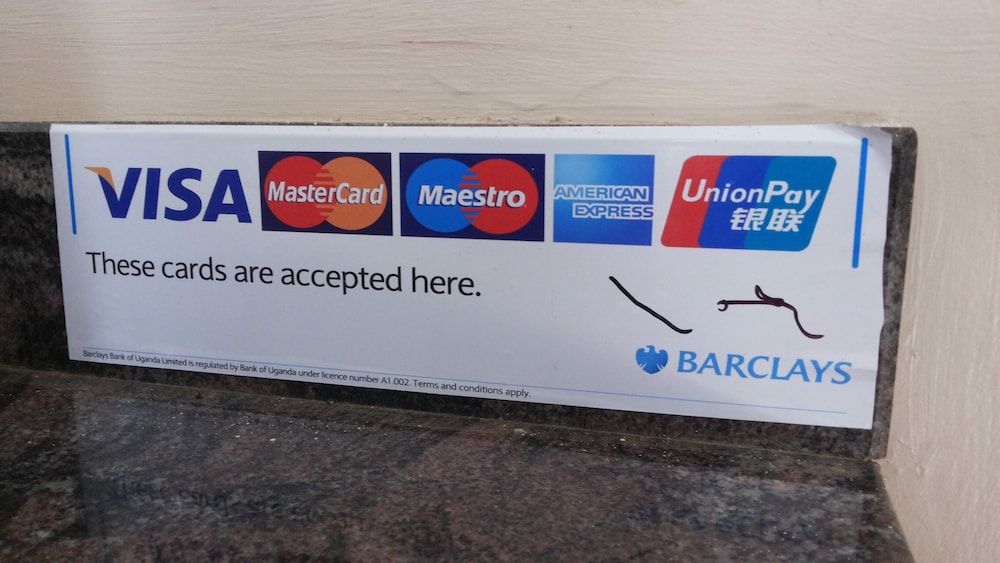 VISA MasterCard Maestro AMERICAN EXPRESS UnionPay 银联
These cards are accepted here.
BARCLAYS
Barclays Bank of Uganda Limited is regulated by Bank of Uganda under licence number A1.002. Terms and conditions apply.